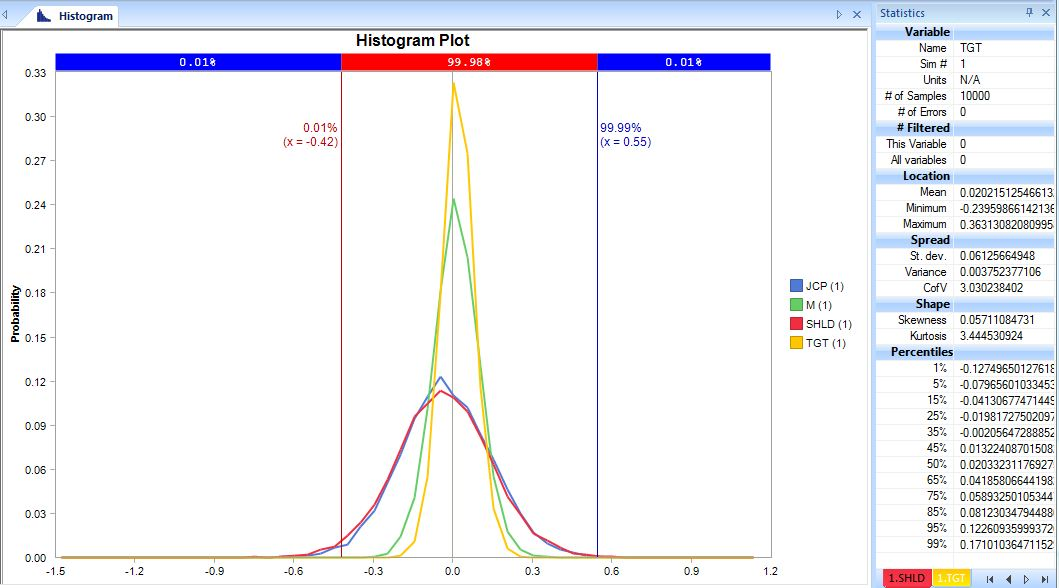 Histogram
Histogram Plot
0.01% 99.98% 0.01%
0.33
0.30
0.27
0.24
0.21
0.18
0.15
0.12
0.09
0.06
0.03
0.00
Probability
0.01%
(x = -0.42)
99.99%
(x = 0.55)
-1.5 -1.2 -0.9 -0.6 -0.3 0.0 0.3 0.6 0.9 1.2
JCP (1)
M (1)
SHLD (1)
TGT (1)
Statistics
Variable
Name TGT
Sim # 1
Units N/A
# of Samples 10000
# of Errors 0
# Filtered
This Variable 0
All variables 0
Location
Mean 0.02021512546613
Minimum -0.23959866142136
Maximum 0.3631308208099
Spread
St. dev. 0.06125664948
Variance 0.003752377106
CofV 3.030238402
Shape
Skewness 0.05711084731
Kurtosis 3.444530924
Percentiles
1% -0.12749650127618
5% -0.07965601033453
15% -0.04130677471449
25% -0.01981727502097
35% -0.00205647288852
45% 0.01322408701508
50% 0.02033231176927
65% 0.04185806644198
75% 0.05893250105344
85% 0.08123034794488
95% 0.12260935993720
99% 0.17101036471152
1.SHLD 1.TGT